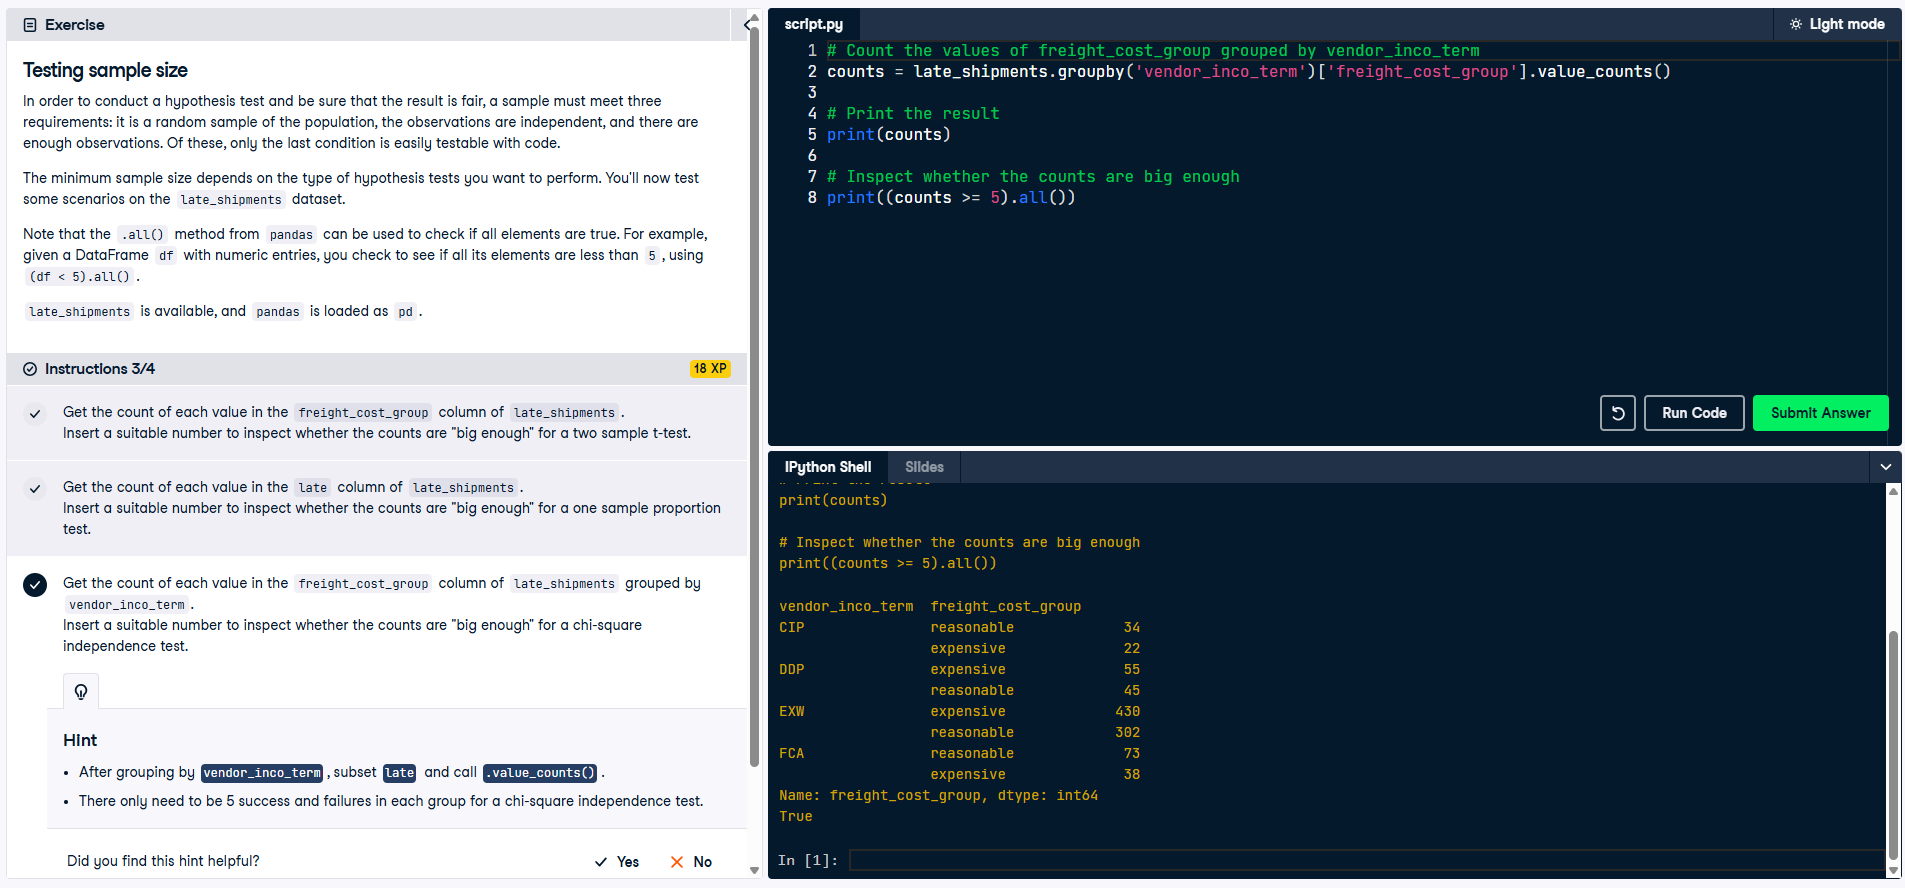 Exercise
Testing sample size
In order to conduct a hypothesis test and be sure that the result is fair, a sample must meet three
requirements: it is a random sample of the population, the observations are independent, and there are
enough observations. Of these, only the last condition is easily testable with code.
The minimum sample size depends on the type of hypothesis tests you want to perform. You'll now test
some scenarios on the late_shipments dataset.
Note that the .all() method from pandas can be used to check if all elements are true. For example,
given a DataFrame df with numeric entries, you check to see if all its elements are less than 5, using
(df < 5).all().
late_shipments is available, and pandas is loaded as pd.
Instructions 3/4
18 XP
Get the count of each value in the freight_cost_group column of late_shipments.
Insert a suitable number to inspect whether the counts are "big enough" for a two sample t-test.
Get the count of each value in the late column of late_shipments.
Insert a suitable number to inspect whether the counts are "big enough" for a one sample proportion
test.
Get the count of each value in the freight_cost_group column of late_shipments grouped by
vendor_inco_term.
Insert a suitable number to inspect whether the counts are "big enough" for a chi-square
independence test.
Hint
• After grouping by vendor_inco_term, subset late and call .value_counts().
• There only need to be 5 success and failures in each group for a chi-square independence test.
Did you find this hint helpful?
Yes
No
script.py
Light mode
1 # Count the values of freight_cost_group grouped by vendor_inco_term
2 counts = late_shipments.groupby('vendor_inco_term')['freight_cost_group'].value_counts()
3
4 # Print the result
5 print(counts)
6
7 # Inspect whether the counts are big enough
8 print((counts >= 5).all())
Run Code
Submit Answer
IPython Shell
Slides
print(counts)
# Inspect whether the counts are big enough
print((counts >= 5).all())
vendor_inco_term freight_cost_group
CIP reasonable 34
expensive 22
DDP expensive 55
reasonable 45
EXW expensive 430
reasonable 302
FCA reasonable 73
expensive 38
Name: freight_cost_group, dtype: int64
True
In [1]: